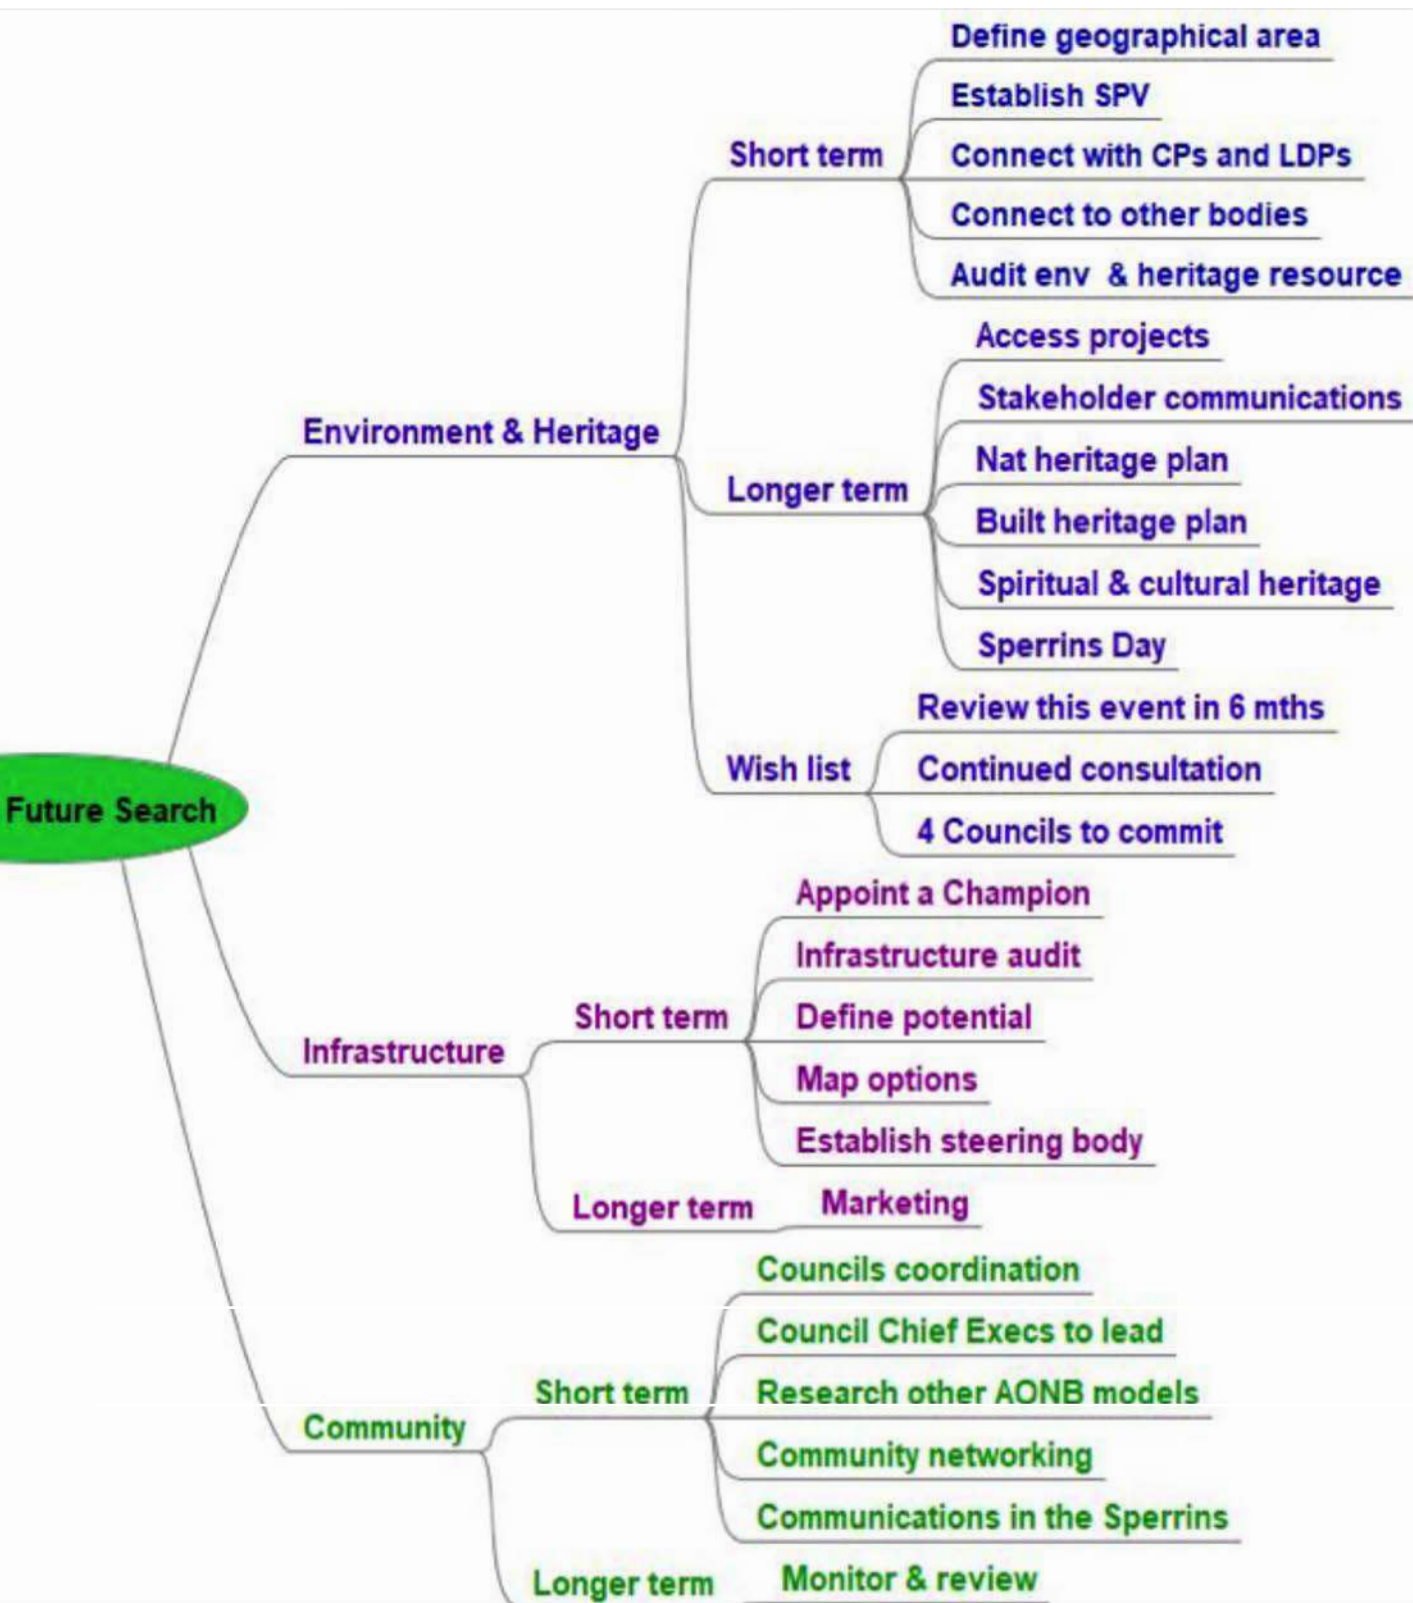 Define geographical area
Establish SPV
Short term
Connect with CPs and LDPs
Connect to other bodies
Audit env & heritage resource
Access projects
Stakeholder communications
Environment & Heritage
Nat heritage plan
Longer term
Built heritage plan
Spiritual & cultural heritage
Sperrins Day
Review this event in 6 mths
Wish list
Continued consultation
4 Councils to commit
Future Search
Appoint a Champion
Infrastructure audit
Short term
Define potential
Infrastructure
Map options
Establish steering body
Longer term
Marketing
Councils coordination
Council Chief Execs to lead
Short term
Research other AONB models
Community
Community networking
Communications in the Sperrins
Longer term
Monitor & review